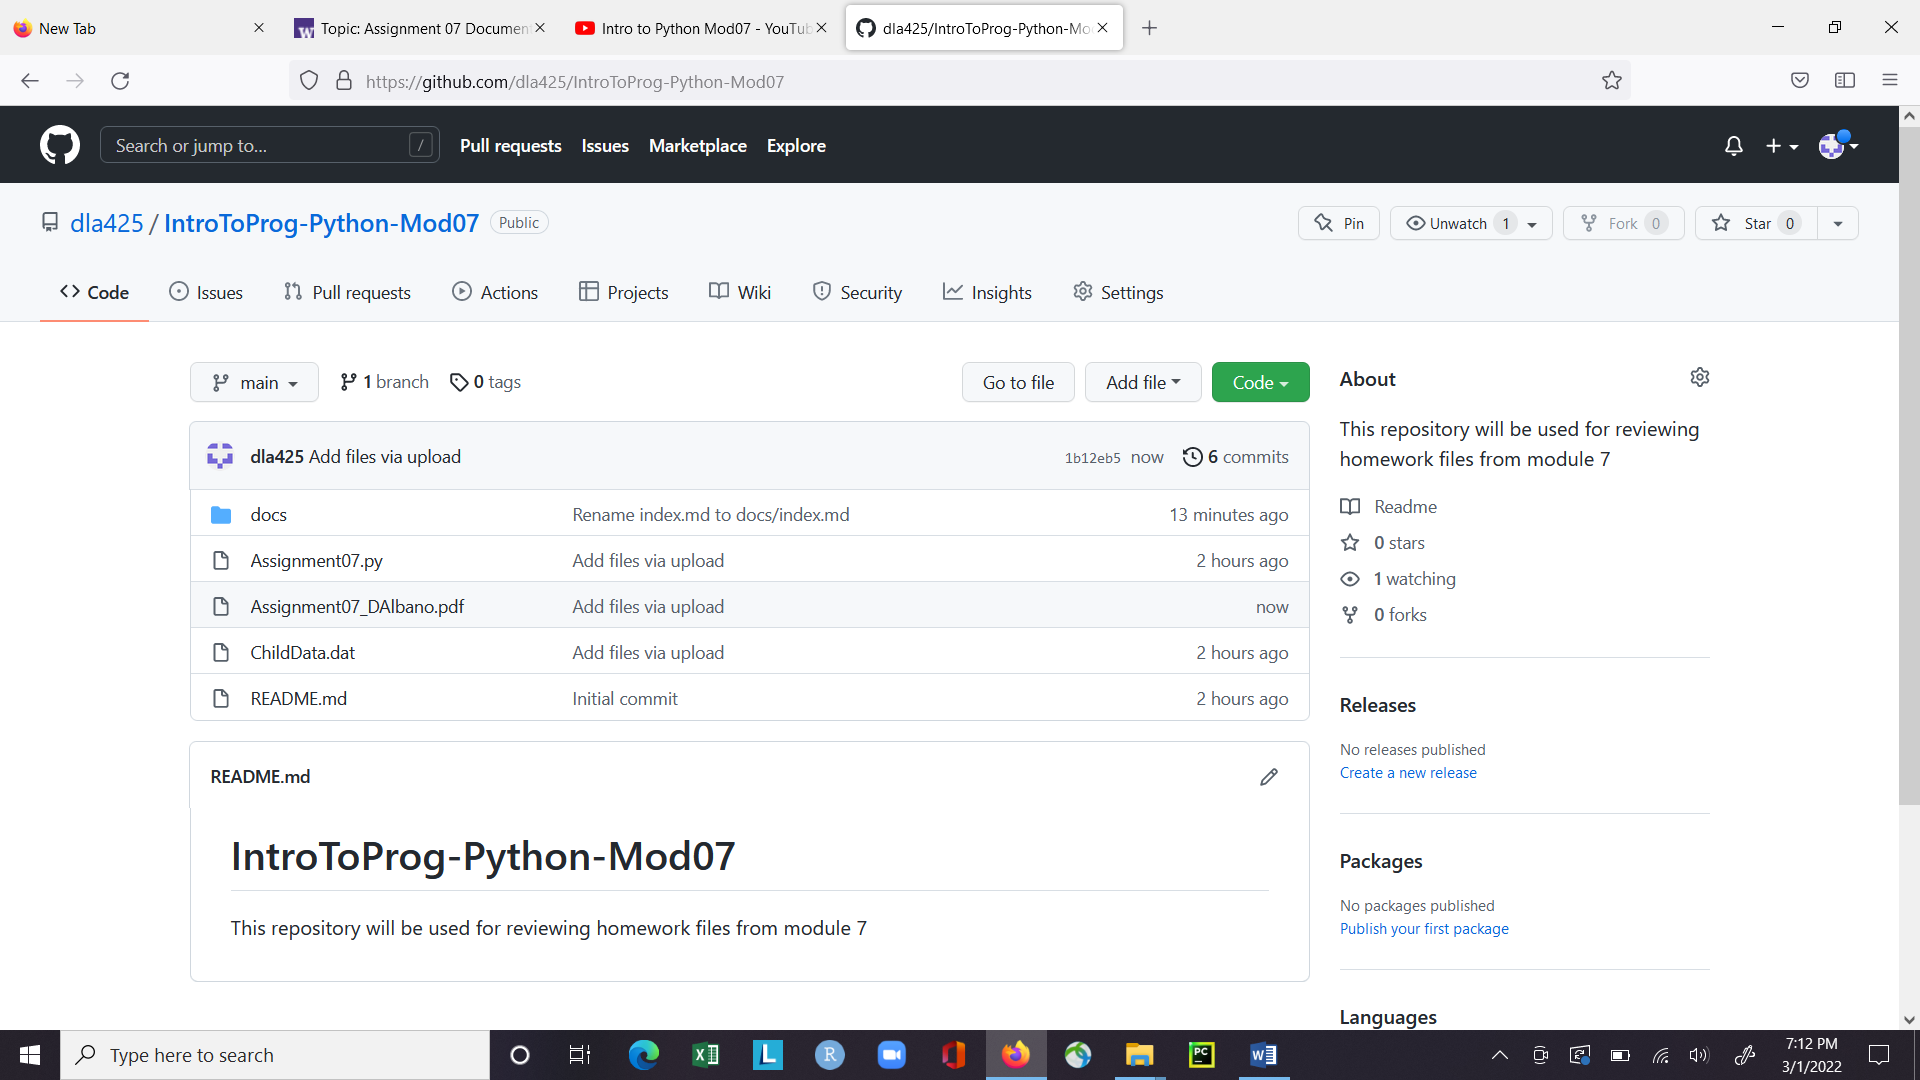 New Tab
Topic: Assignment 07 Documen
Intro to Python Mod07 - YouTub
dla425/IntroToProg-Python-Mo
https://github.com/dla425/IntroToProg-Python-Mod07
Search or jump to... /
Pull requests Issues Marketplace Explore
dla425 / IntroToProg-Python-Mod07 Public
Pin Unwatch 1 Fork 0 Star 0
Code Issues Pull requests Actions Projects Wiki Security Insights Settings
main 1 branch 0 tags Go to file Add file Code
dla425 Add files via upload 1b12eb5 now 6 commits
docs Rename index.md to docs/index.md 13 minutes ago
Assignment07.py Add files via upload 2 hours ago
Assignment07_DAlbano.pdf Add files via upload now
ChildData.dat Add files via upload 2 hours ago
README.md Initial commit 2 hours ago
README.md
IntroToProg-Python-Mod07
This repository will be used for reviewing homework files from module 7
About
This repository will be used for reviewing
homework files from module 7
Readme
0 stars
1 watching
0 forks
Releases
No releases published
Create a new release
Packages
No packages published
Publish your first package
Languages
Type here to search
7:12 PM
3/1/2022